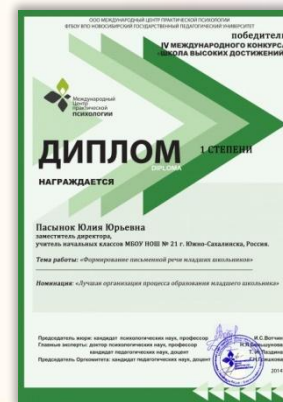 ООО МЕЖДУНАРОДНЫЙ ЦЕНТР ПРАКТИЧЕСКОЙ ПСИХОЛОГИИ
ФГБОУ ВПО НОВОСИБИРСКИЙ ГОСУДАРСТВЕННЫЙ ПЕДАГОГИЧЕСКИЙ УНИВЕРСИТЕТ
победитель
IV МЕЖДУНАРОДНОГО КОНКУРСА
«ШКОЛА ВЫСОКИХ ДОСТИЖЕНИЙ»
Международный
Центр
практической
психологии
ДИПЛОМ 1 СТЕПЕНИ
DIPLOMA
НАГРАЖДАЕТСЯ
Пасынок Юлия Юрьевна
заместитель директора,
учитель начальных классов МБОУ НОШ № 21 г. Южно-Сахалинска, Россия.
Тема работы: «Формирование письменной речи младших школьников»
Номинация: «Лучшая организация процесса образования младшего школьника»
Председатель жюри: кандидат психологических наук, профессор
Главные эксперты: доктор психологических наук, профессор
кандидат педагогических наук, доцент
Председатель Оргкомитета: кандидат педагогических наук, доцент
2014